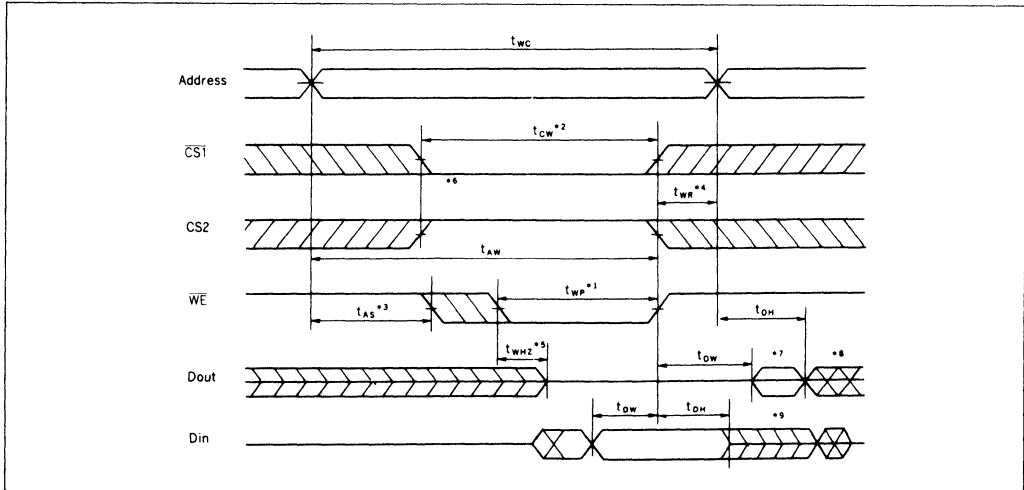 tWC
Address
tCW*2
CS1
*6
tWR*4
CS2
tAW
WE
tWP*1
tAS*3
tOH
tWHZ*5
tOW
*7
*8
Dout
tDW
tDH
*9
Din